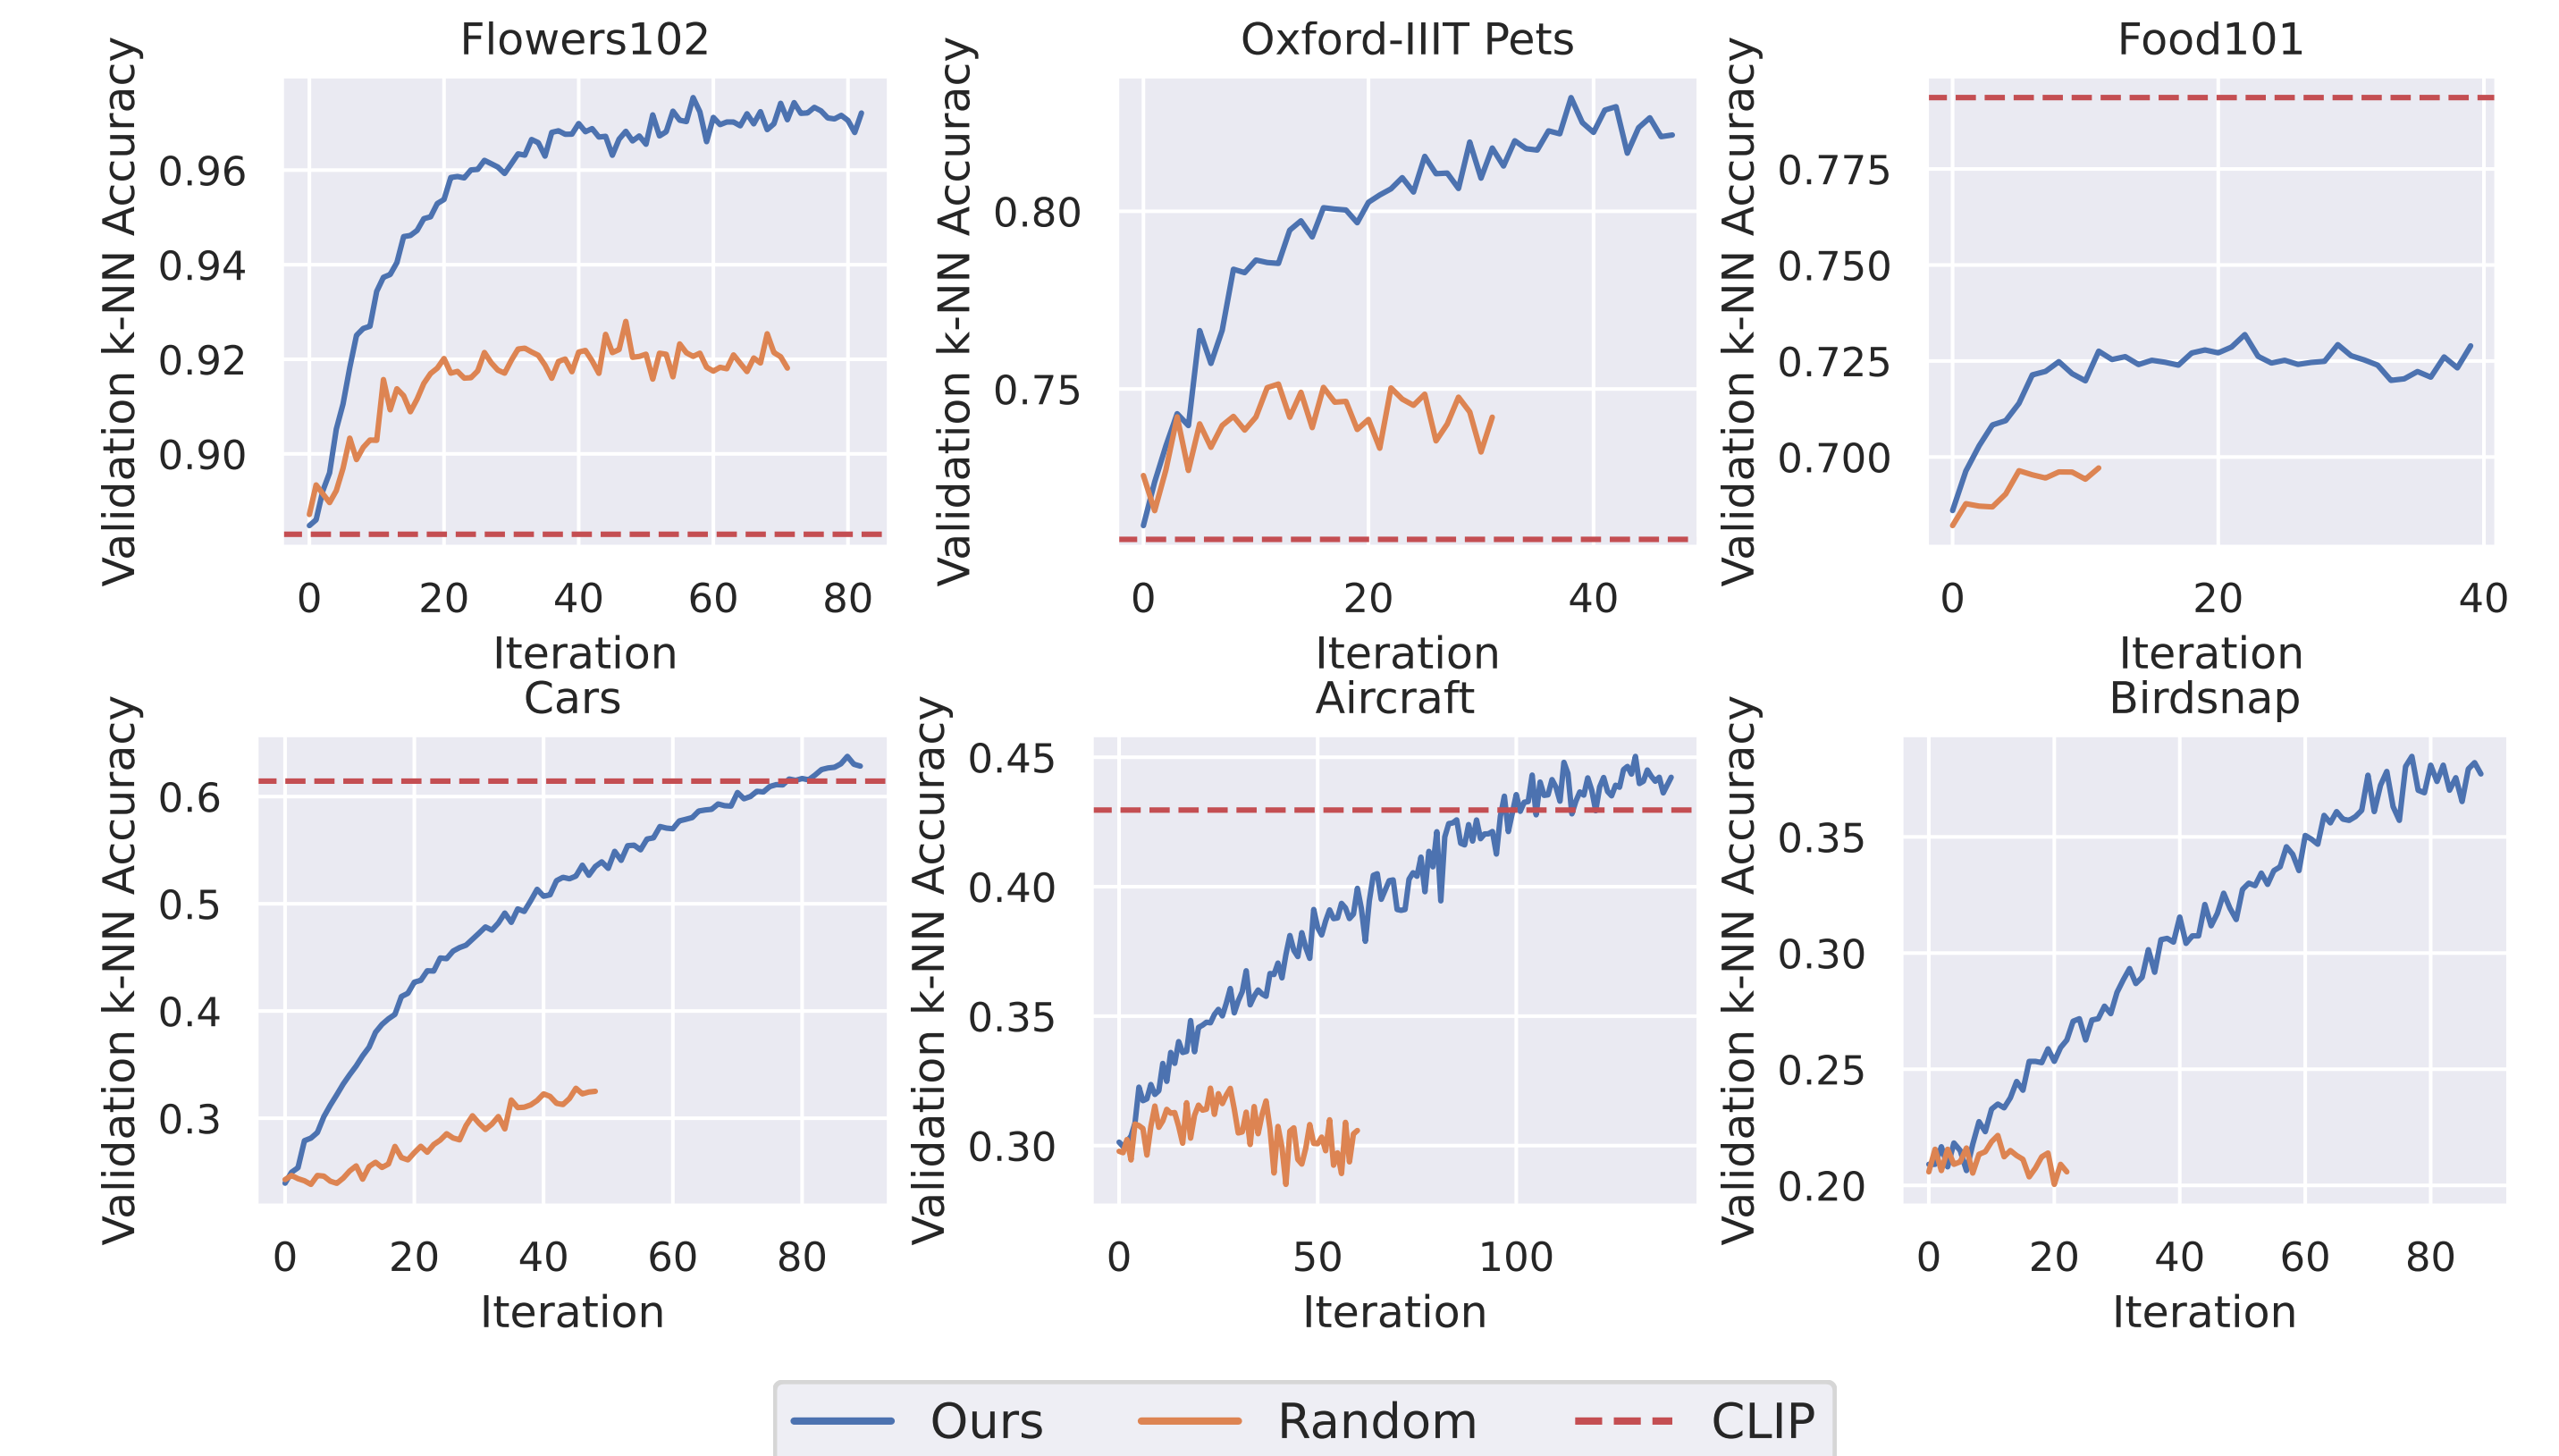 Flowers102
Validation k-NN Accuracy
0.96
0.94
0.92
0.90
0 20 40 60 80
Iteration
Oxford-IIIT Pets
Validation k-NN Accuracy
0.80
0.75
0 20 40
Iteration
Food101
Validation k-NN Accuracy
0.775
0.750
0.725
0.700
0 20 40
Iteration
Cars
Validation k-NN Accuracy
0.6
0.5
0.4
0.3
0 20 40 60 80
Iteration
Aircraft
Validation k-NN Accuracy
0.45
0.40
0.35
0.30
0 50 100
Iteration
Birdsnap
Validation k-NN Accuracy
0.35
0.30
0.25
0.20
0 20 40 60 80
Iteration
Ours Random CLIP